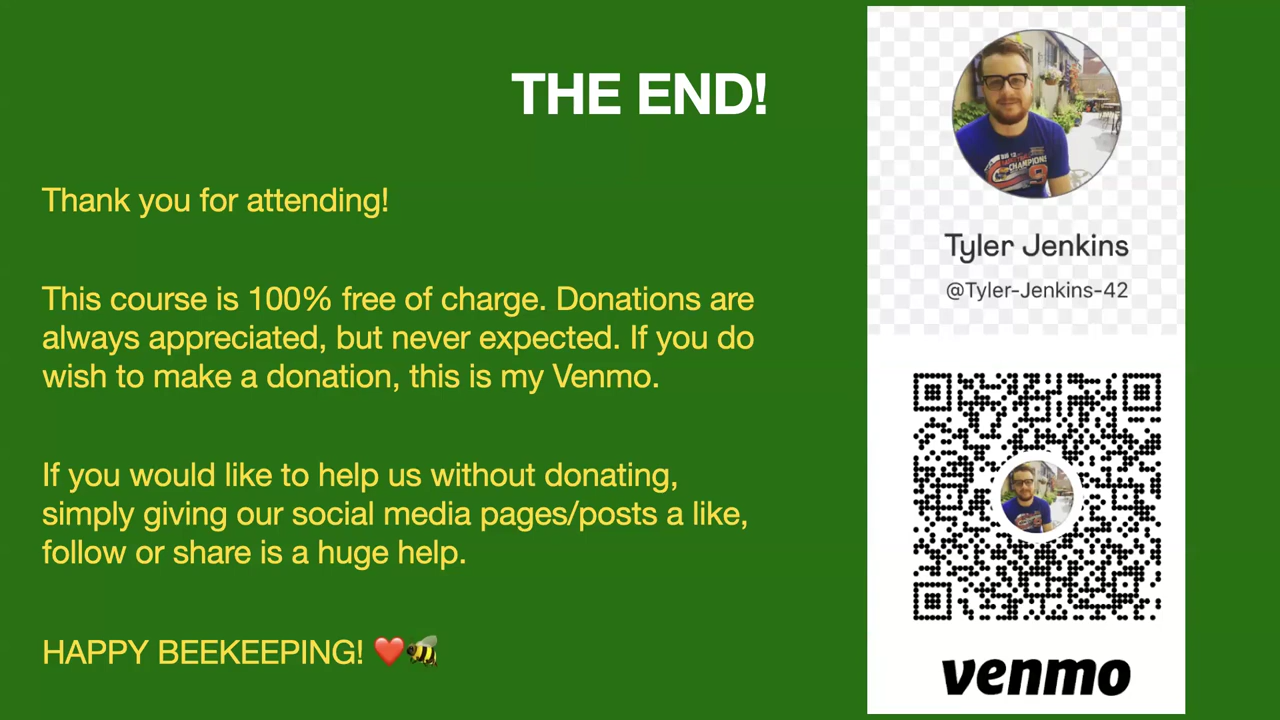 THE END!
Thank you for attending!
This course is 100% free of charge. Donations are
always appreciated, but never expected. If you do
wish to make a donation, this is my Venmo.
If you would like to help us without donating,
simply giving our social media pages/posts a like,
follow or share is a huge help.
HAPPY BEEKEEPING! ❤️🐝
CHAMPIONS
9
Tyler Jenkins
@Tyler-Jenkins-42
venmo